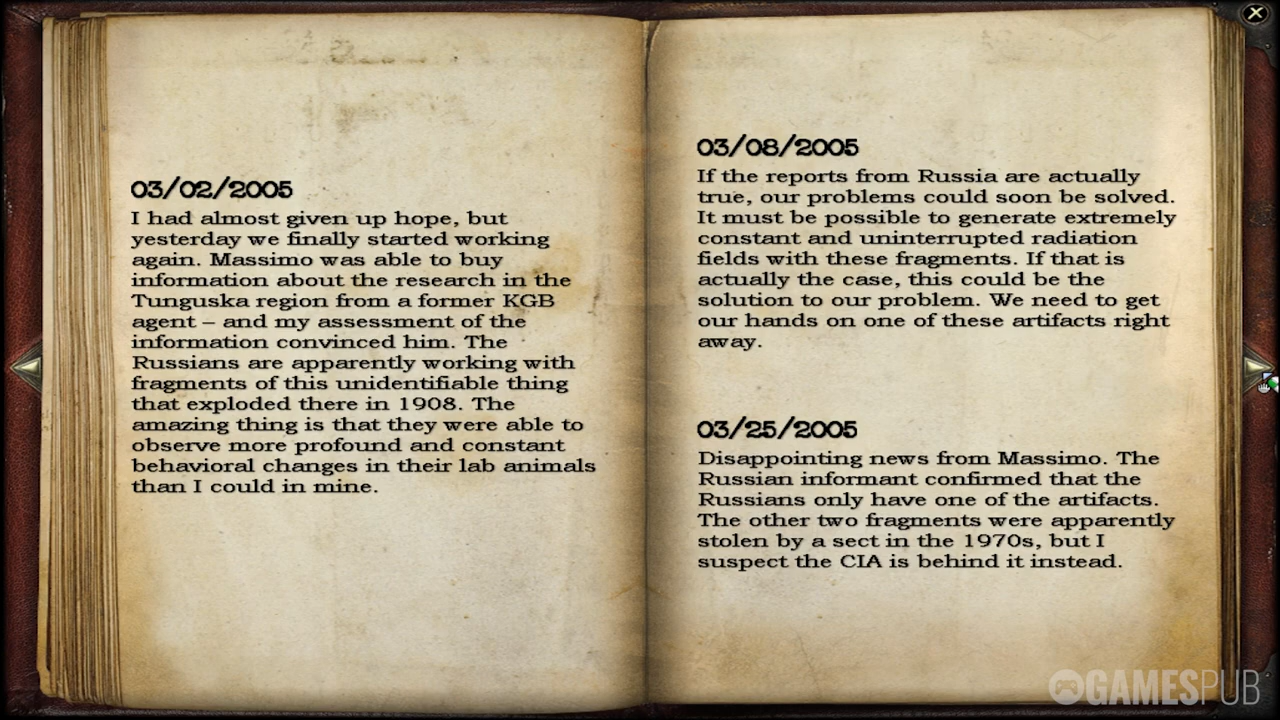 03/02/2005
I had almost given up hope, but
yesterday we finally started working
again. Massimo was able to buy
information about the research in the
Tunguska region from a former KGB
agent – and my assessment of the
information convinced him. The
Russians are apparently working with
fragments of this unidentifiable thing
that exploded there in 1908. The
amazing thing is that they were able to
observe more profound and constant
behavioral changes in their lab animals
than I could in mine.
03/08/2005
If the reports from Russia are actually
true, our problems could soon be solved.
It must be possible to generate extremely
constant and uninterrupted radiation
fields with these fragments. If that is
actually the case, this could be the
solution to our problem. We need to get
our hands on one of these artifacts right
away.
03/25/2005
Disappointing news from Massimo. The
Russian informant confirmed that the
Russians only have one of the artifacts.
The other two fragments were apparently
stolen by a sect in the 1970s, but I
suspect the CIA is behind it instead.
GAMESPUB